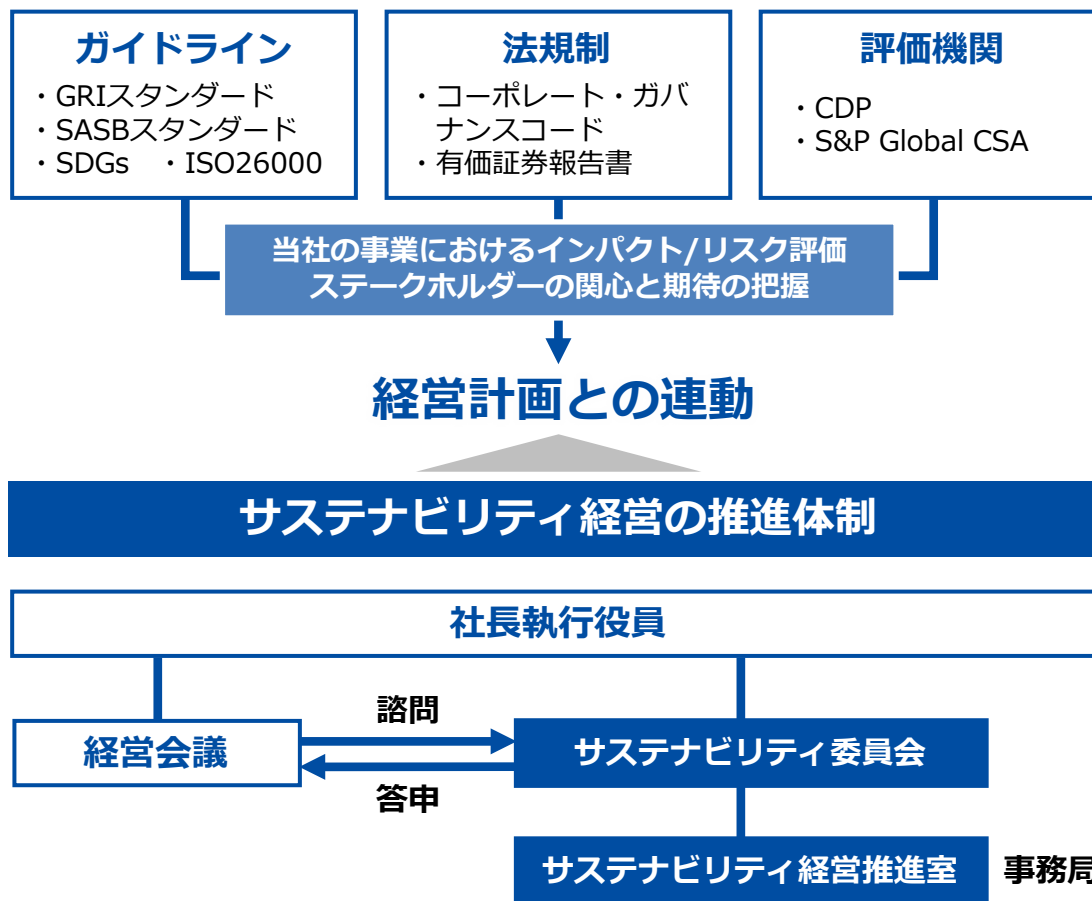 ガイドライン
・GRIスタンダード
・SASBスタンダード
・SDGs ・ISO26000
法規制
・コーポレート・ガバ
ナンスコード
・有価証券報告書
評価機関
・CDP
・S&P Global CSA
当社の事業におけるインパクト/リスク評価
ステークホルダーの関心と期待の把握
経営計画との連動
サステナビリティ経営の推進体制
社長執行役員
諮問
経営会議
サステナビリティ委員会
答申
サステナビリティ経営推進室
事務局